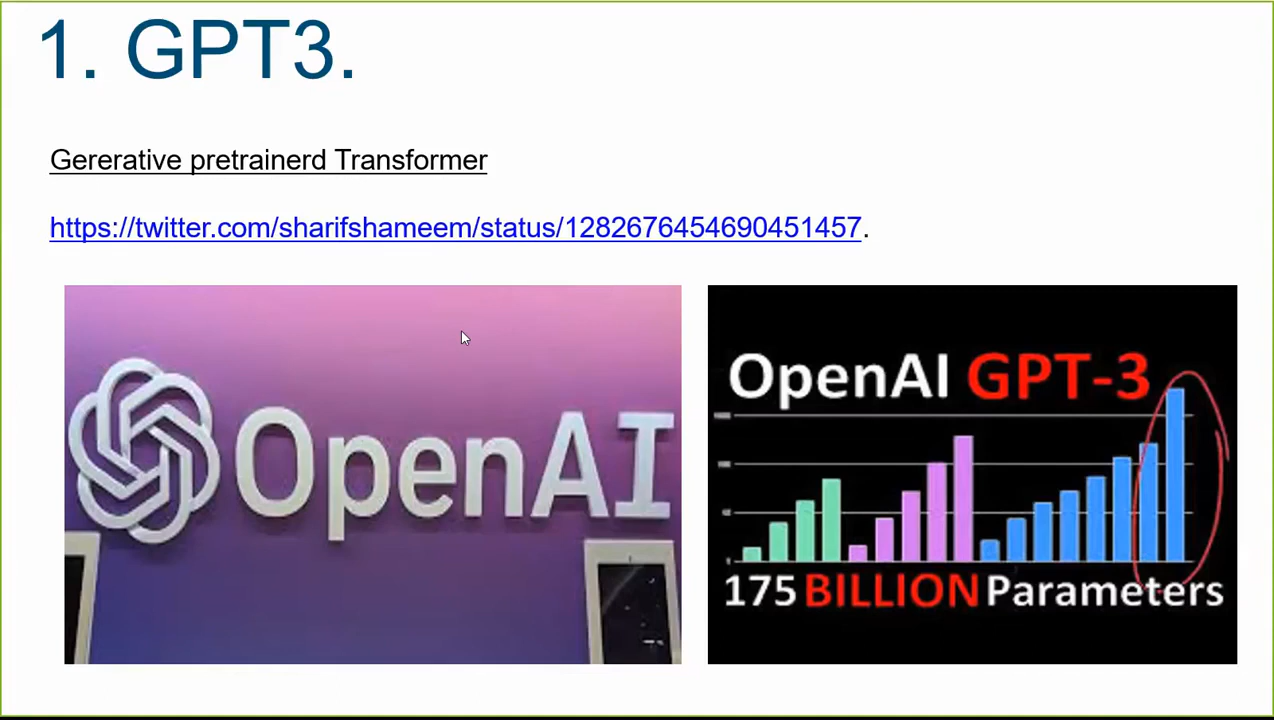 1. GPT3.
Gererative pretrainerd Transformer
https://twitter.com/sharifshameem/status/1282676454690451457.
OpenAI
OpenAI GPT-3
175 BILLION Parameters